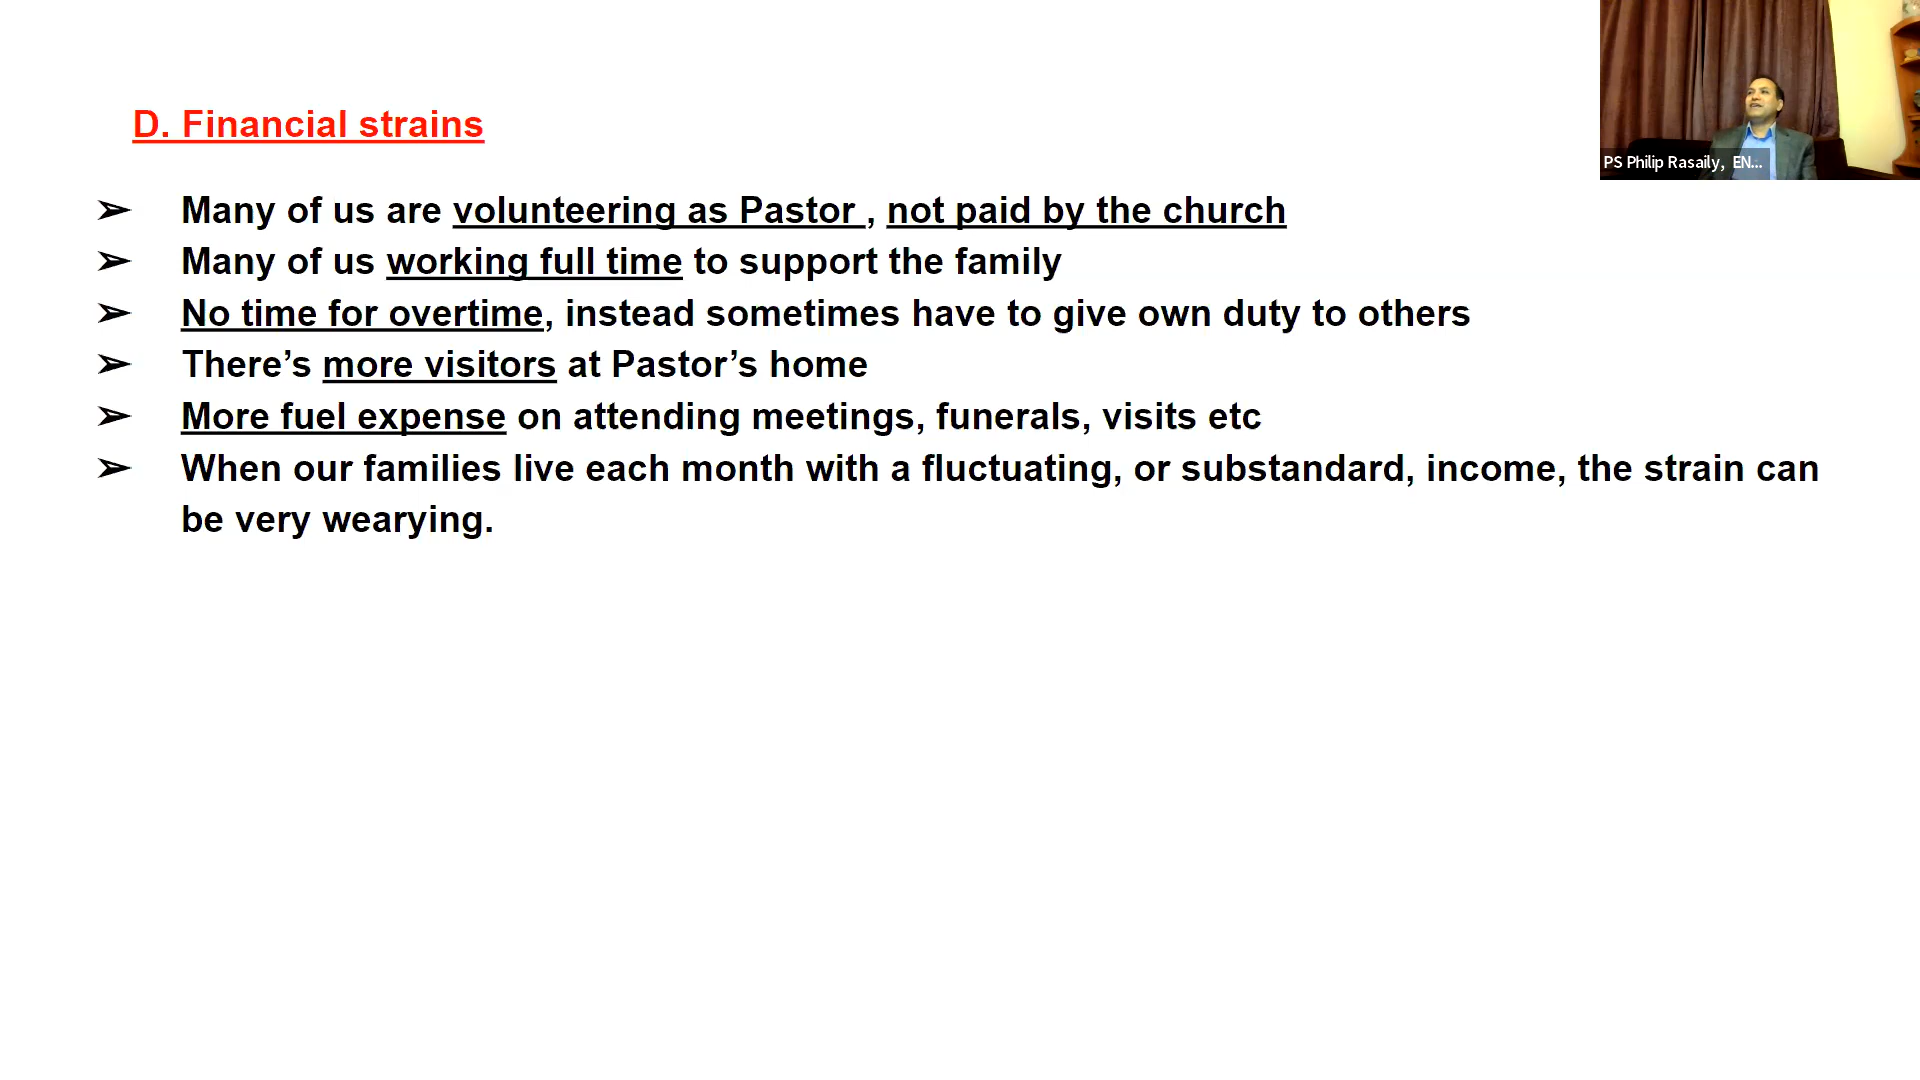 D. Financial strains
PS Philip Rasaily, EN...
➢ Many of us are volunteering as Pastor , not paid by the church
➢ Many of us working full time to support the family
➢ No time for overtime, instead sometimes have to give own duty to others
➢ There’s more visitors at Pastor’s home
➢ More fuel expense on attending meetings, funerals, visits etc
➢ When our families live each month with a fluctuating, or substandard, income, the strain can
be very wearying.